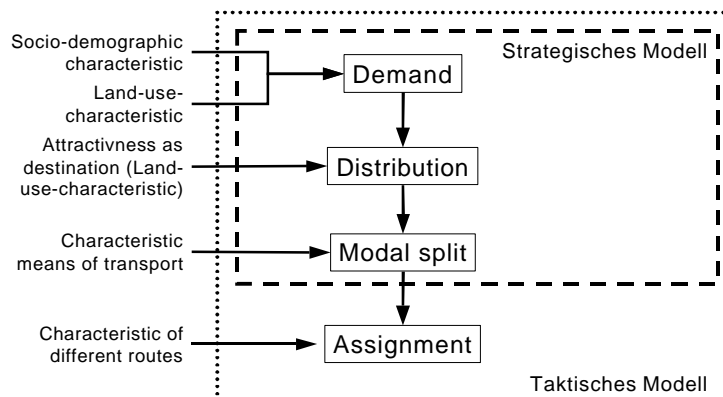 Socio-demographic
characteristic
Strategisches Modell
Demand
Land-use-
characteristic
Attractivness as
destination (Land-
use-characteristic)
Distribution
Characteristic
means of transport
Modal split
Characteristic of
different routes
Assignment
Taktisches Modell